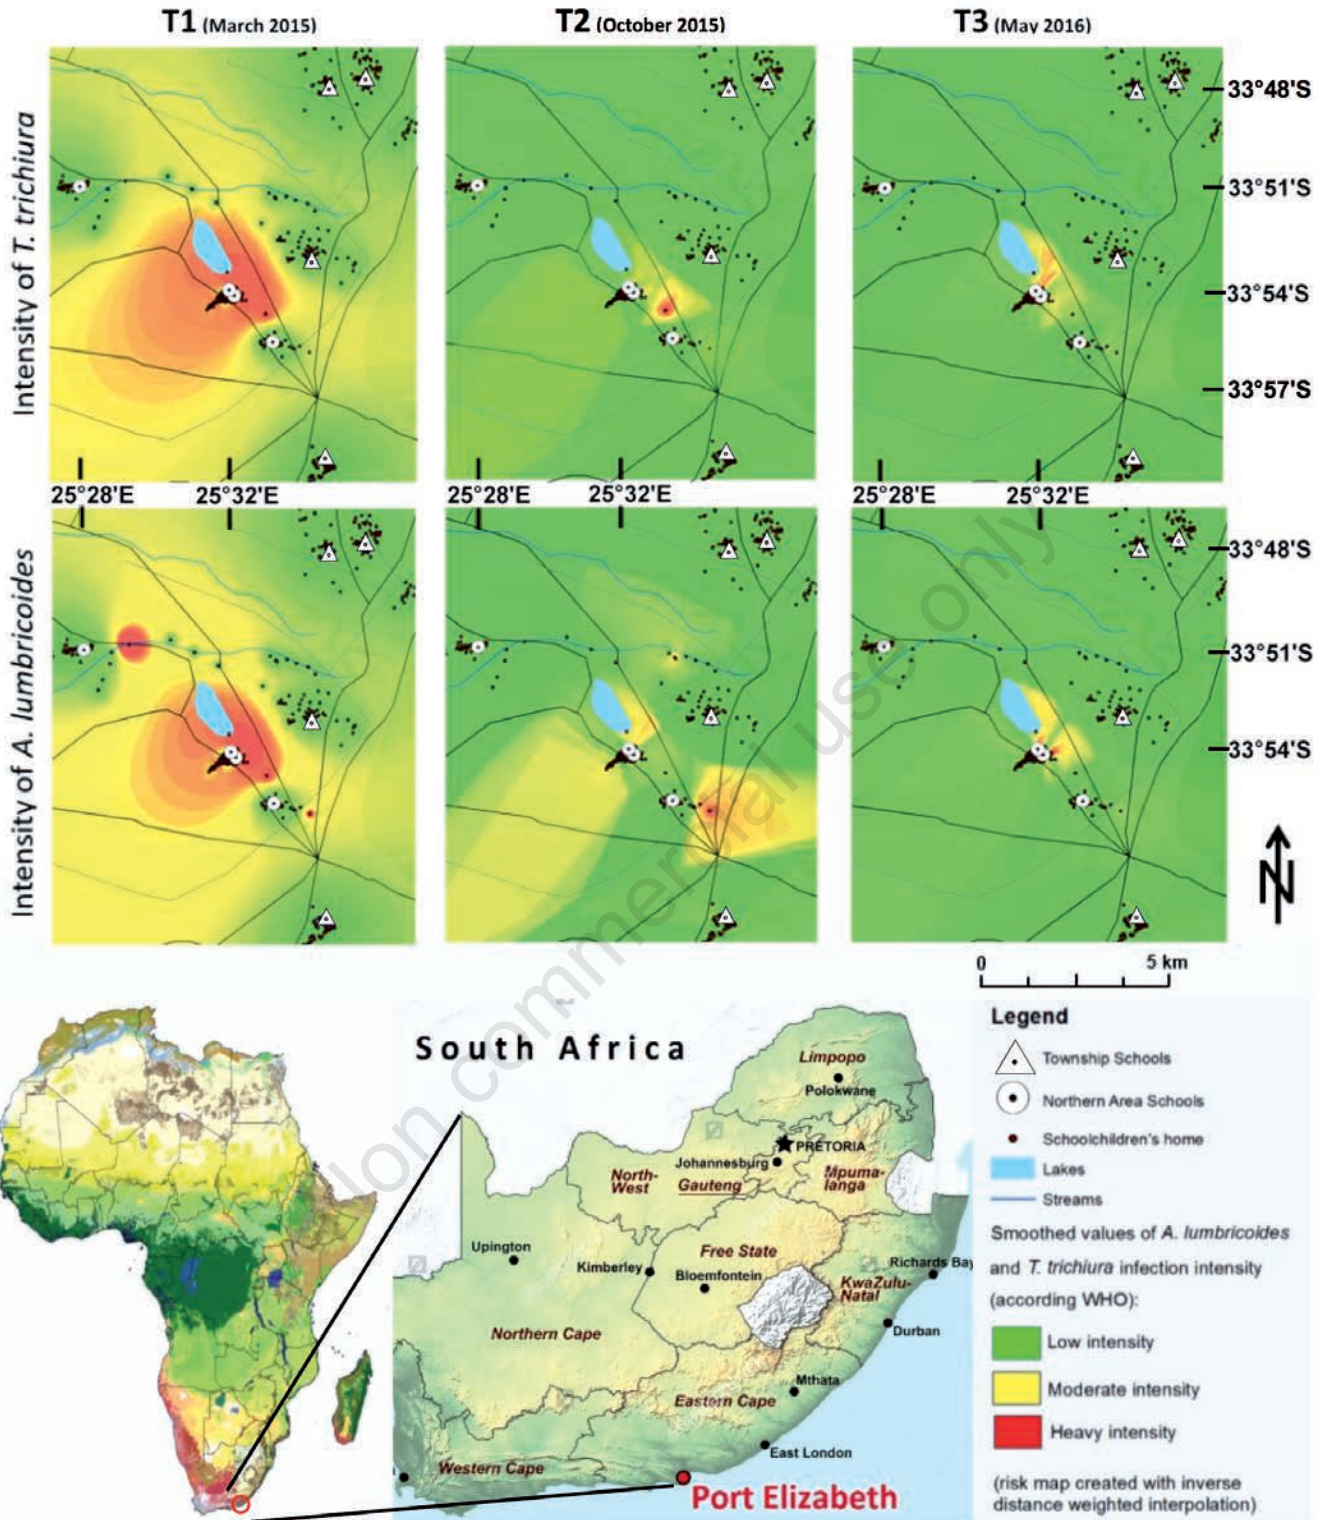 T1 (March 2015)
T2 (October 2015)
T3 (May 2016)
Intensity of T. trichiura
33°48'S
33°51'S
33°54'S
33°57'S
25°28'E
25°32'E
25°28'E
25°32'E
25°28'E
25°32'E
Intensity of A. lumbricoides
33°48'S
33°51'S
33°54'S
N
0 5 km
South Africa
Limpopo
Polokwane
PRETORIA
Johannesburg
North-
West
Gauteng
Mpuma-
langa
Upington
Kimberley
Free State
Bloemfontein
Richards Bay
KwaZulu-
Natal
Durban
Northern Cape
Mthata
Eastern Cape
East London
Western Cape
Port Elizabeth
Legend
Township Schools
Northern Area Schools
Schoolchildren's home
Lakes
Streams
Smoothed values of A. lumbricoides
and T. trichiura infection intensity
(according WHO):
Low intensity
Moderate intensity
Heavy intensity
(risk map created with inverse
distance weighted interpolation)
on commercial use only